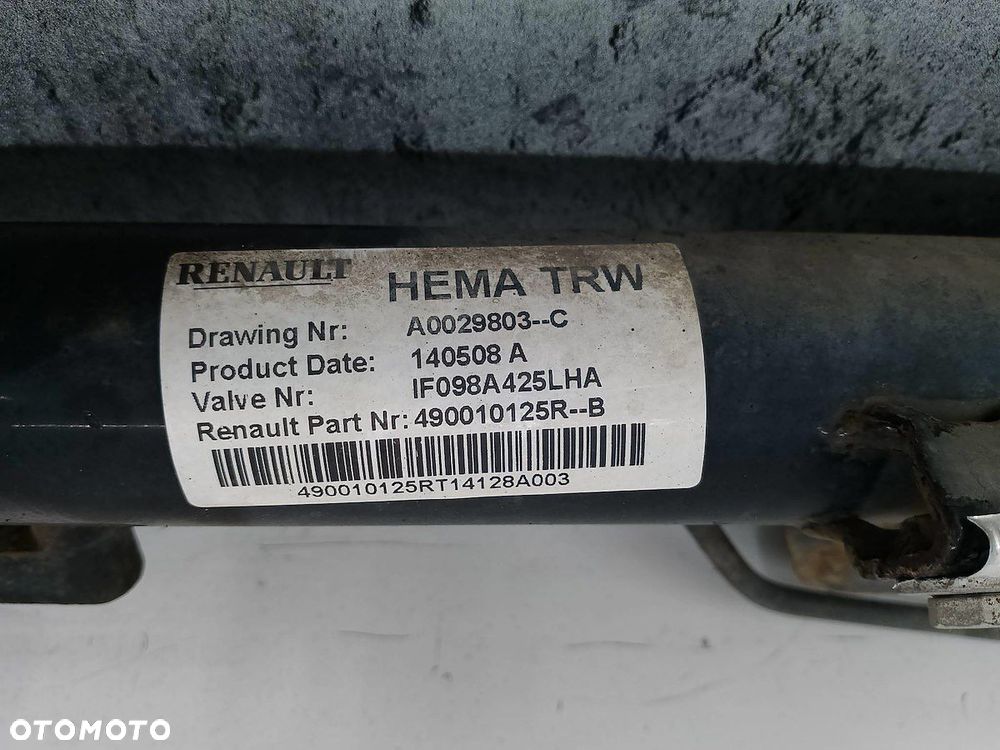 RENAULT HEMA TRW
Drawing Nr: A0029803--C
Product Date: 140508 A
Valve Nr: IF098A425LHA
Renault Part Nr: 490010125R--B
490010125RT14128A003
OTOMOTO